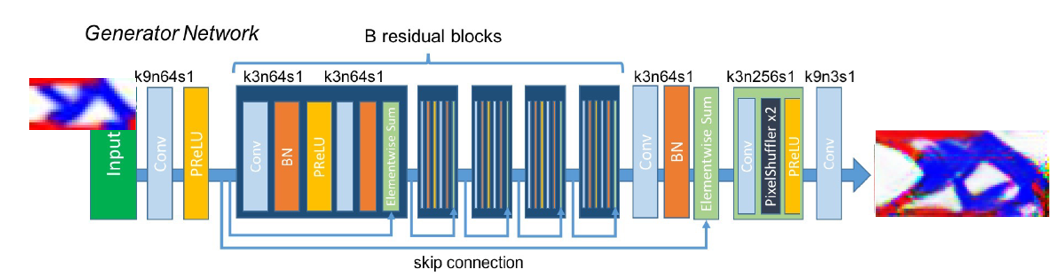 Generator Network
B residual blocks
k9n64s1
k3n64s1
k3n64s1
k3n64s1
k3n256s1
k9n3s1
Input
Conv
PReLU
Conv
BN
PReLU
Elementwise Sum
Conv
BN
Elementwise Sum
Conv
PixelShuffler x2
PReLU
Conv
skip connection